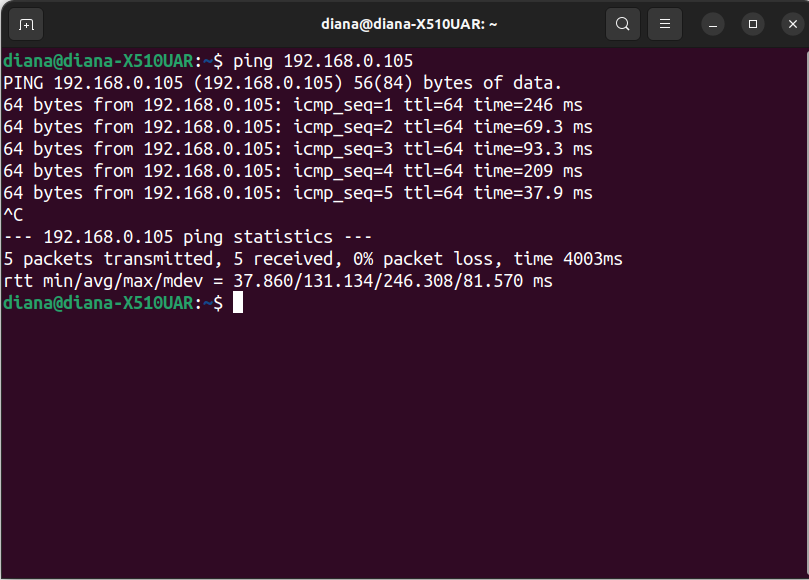 diana@diana-X510UAR: ~
diana@diana-X510UAR:~$ ping 192.168.0.105
PING 192.168.0.105 (192.168.0.105) 56(84) bytes of data.
64 bytes from 192.168.0.105: icmp_seq=1 ttl=64 time=246 ms
64 bytes from 192.168.0.105: icmp_seq=2 ttl=64 time=69.3 ms
64 bytes from 192.168.0.105: icmp_seq=3 ttl=64 time=93.3 ms
64 bytes from 192.168.0.105: icmp_seq=4 ttl=64 time=209 ms
64 bytes from 192.168.0.105: icmp_seq=5 ttl=64 time=37.9 ms
^C
--- 192.168.0.105 ping statistics ---
5 packets transmitted, 5 received, 0% packet loss, time 4003ms
rtt min/avg/max/mdev = 37.860/131.134/246.308/81.570 ms
diana@diana-X510UAR:~$